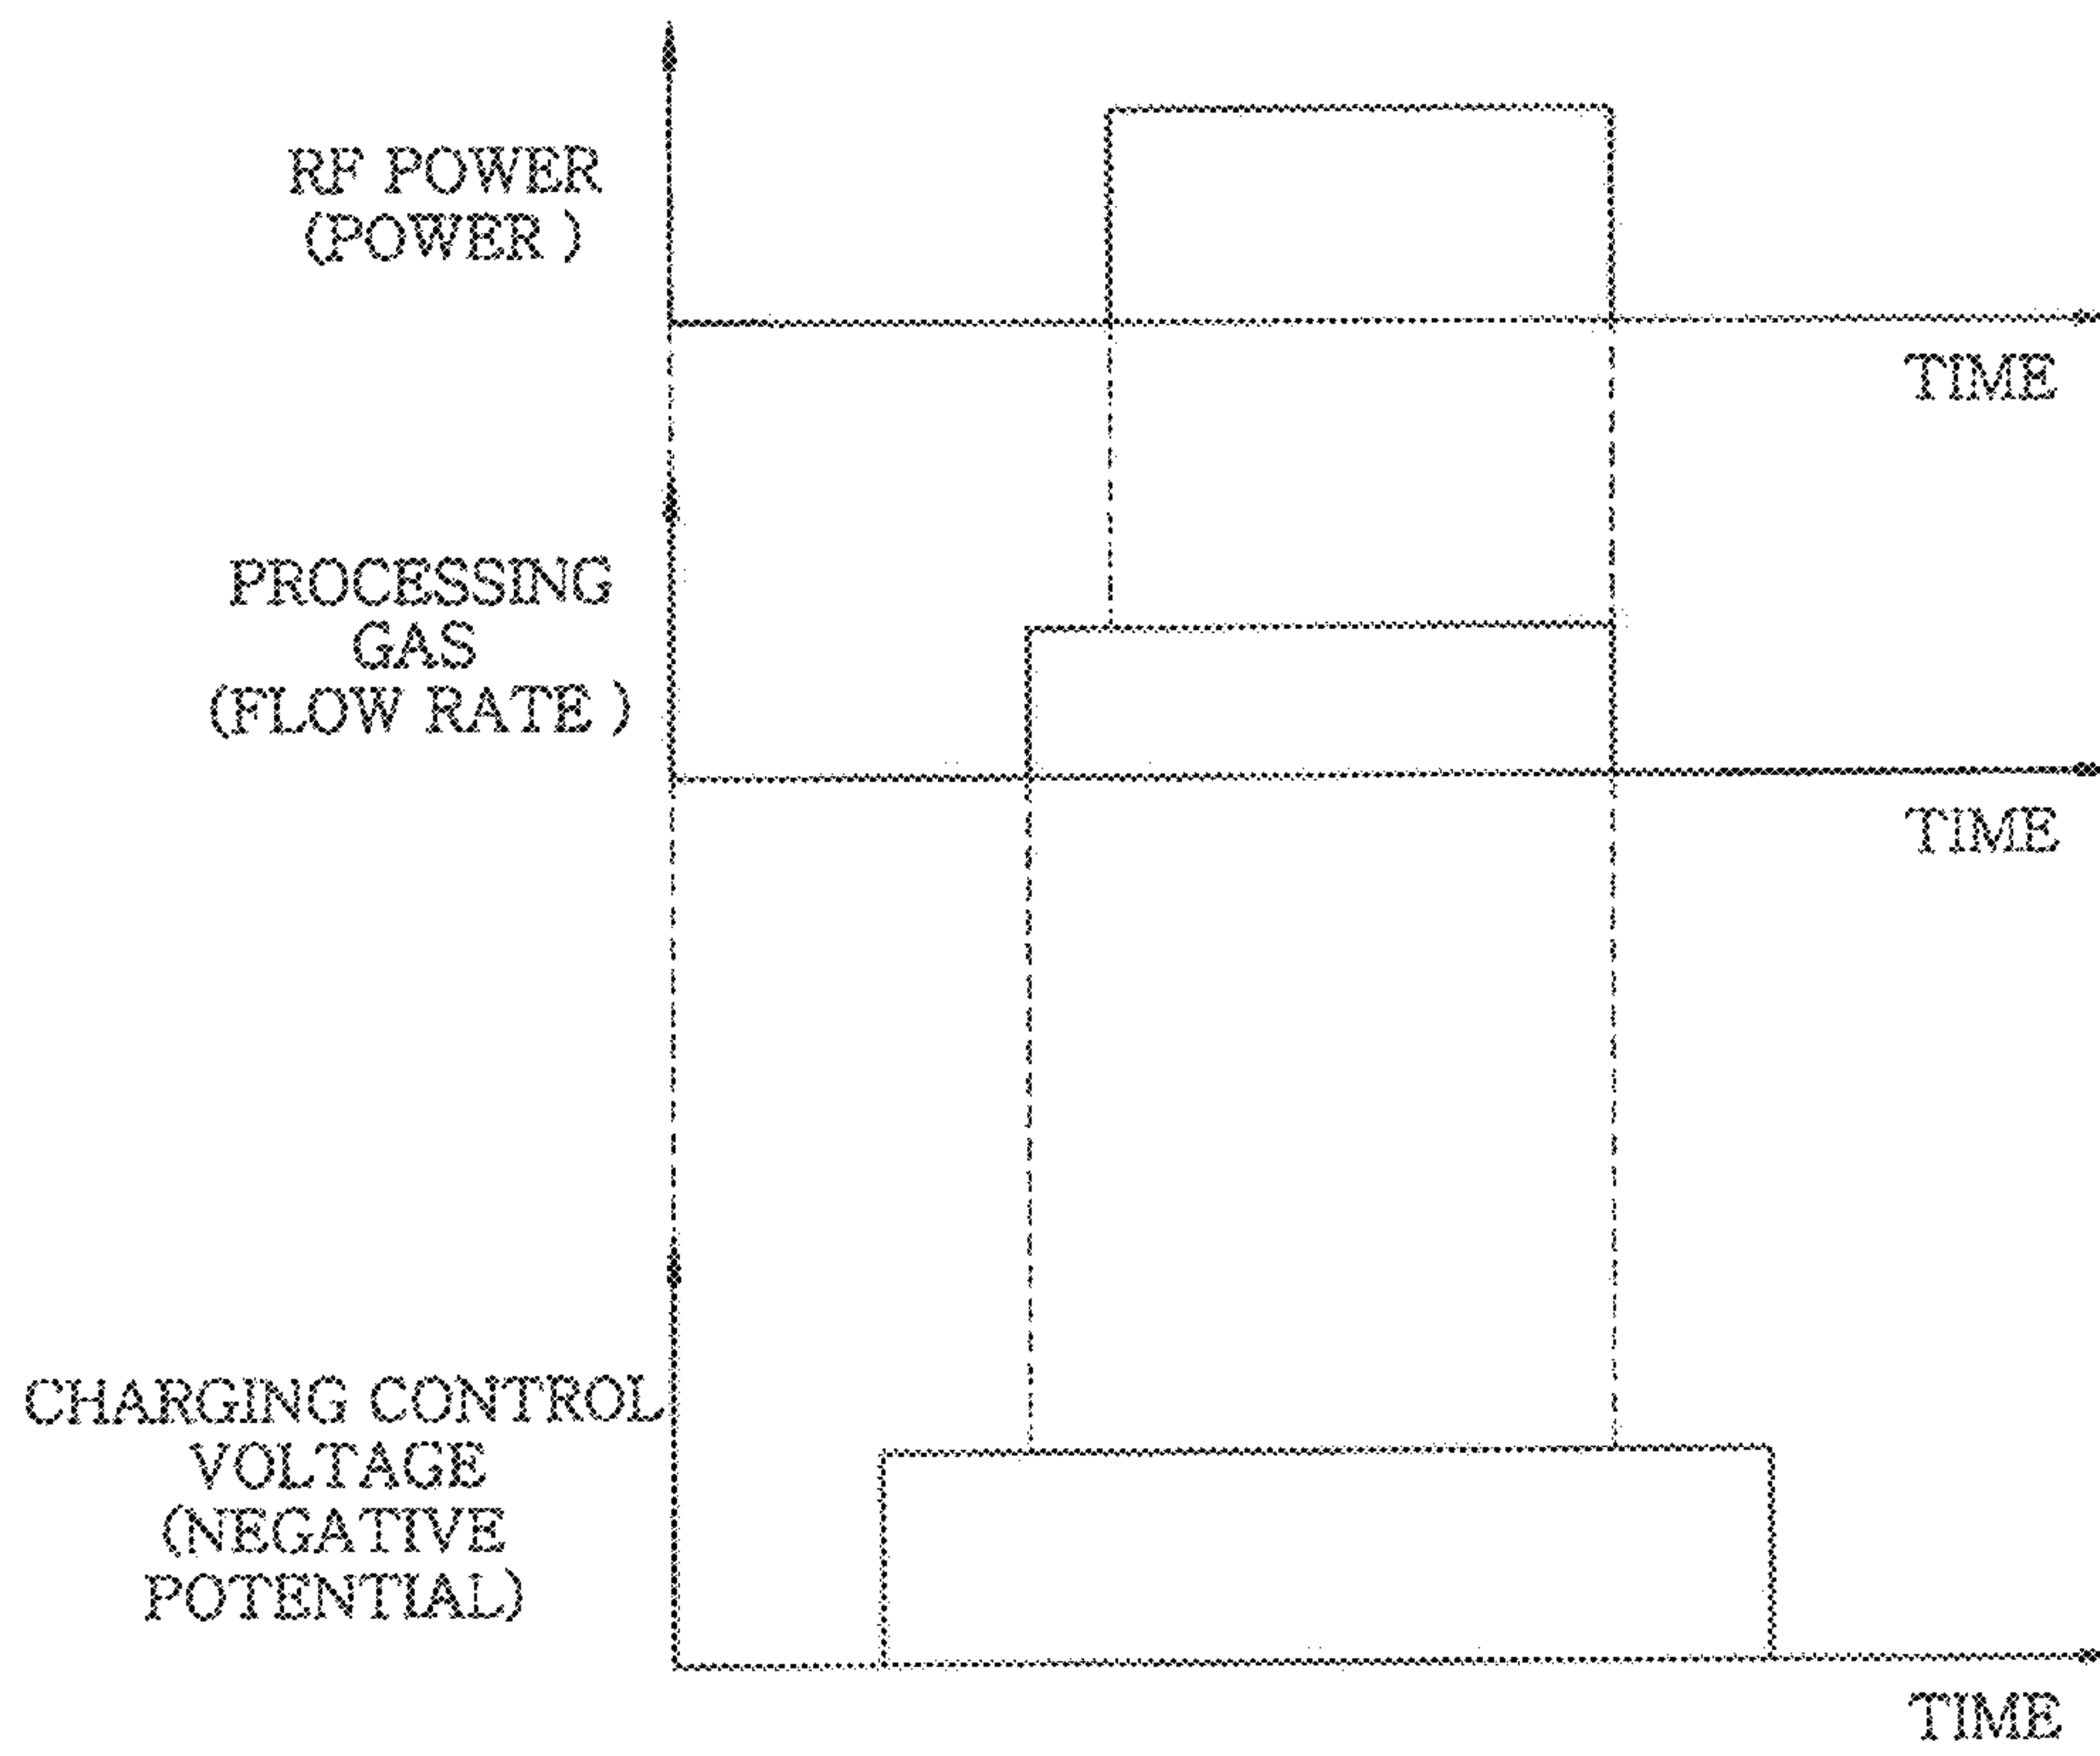 RF POWER
(POWER )
TIME
PROCESSING
GAS
(FLOW RATE )
TIME
CHARGING CONTROL
VOLTAGE
(NEGATIVE
POTENTIAL)
TIME